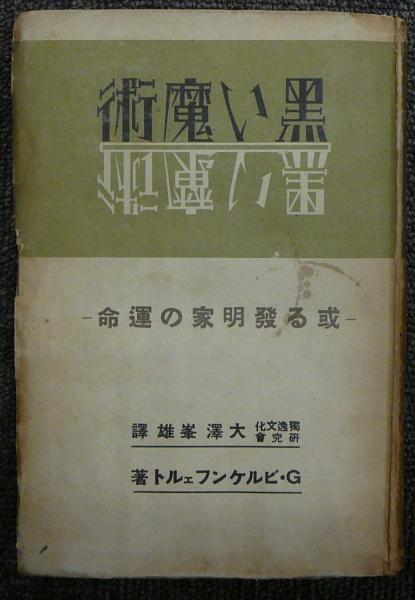 黒い魔術
-或る發明家の運命-
獨逸文化研究會 大澤峯雄譯
G・ビルケンフェルト著